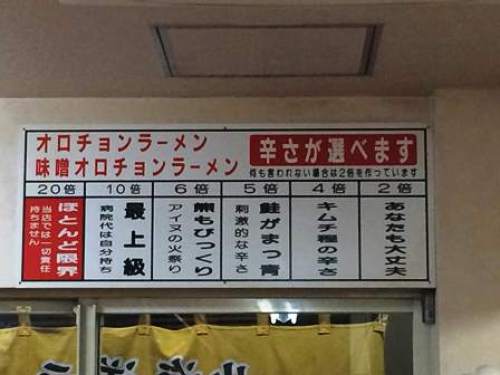 オロチョンラーメン
味噌オロチョンラーメン
辛さが選べます
何も言われない場合は2倍を作っています
2倍
あなたも大丈夫
4倍
キムチ程の辛さ
5倍
鮭がまっ青
刺激的な辛さ
6倍
熊もびっくり
アイヌの火祭り
10倍
最上級
病院代は自分持ち
20倍
ほとんど限界
当店では一切責任
持ちません